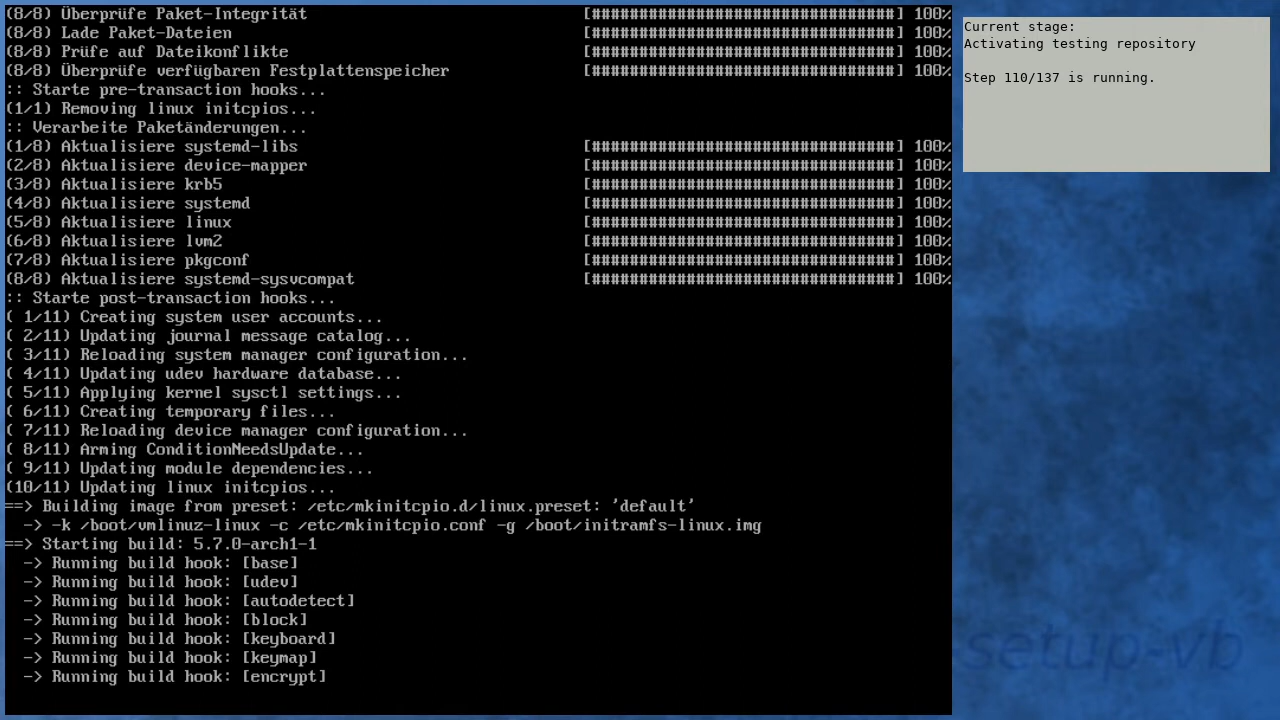 (8/8) Überprüfe Paket-Integrität [################################] 100%
(8/8) Lade Paket-Dateien [################################] 100%
(8/8) Prüfe auf Dateikonflikte [################################] 100%
(8/8) Überprüfe verfügbaren Festplattenspeicher [################################] 100%
:: Starte pre-transaction hooks...
(1/1) Removing linux initcpios...
:: Verarbeite Paketänderungen...
(1/8) Aktualisiere systemd-libs [################################] 100%
(2/8) Aktualisiere device-mapper [################################] 100%
(3/8) Aktualisiere krb5 [################################] 100%
(4/8) Aktualisiere systemd [################################] 100%
(5/8) Aktualisiere linux [################################] 100%
(6/8) Aktualisiere lvm2 [################################] 100%
(7/8) Aktualisiere pkgconf [################################] 100%
(8/8) Aktualisiere systemd-sysvcompat [################################] 100%
:: Starte post-transaction hooks...
( 1/11) Creating system user accounts...
( 2/11) Updating journal message catalog...
( 3/11) Reloading system manager configuration...
( 4/11) Updating udev hardware database...
( 5/11) Applying kernel sysctl settings...
( 6/11) Creating temporary files...
( 7/11) Reloading device manager configuration...
( 8/11) Arming ConditionNeedsUpdate...
( 9/11) Updating module dependencies...
(10/11) Updating linux initcpios...
==> Building image from preset: /etc/mkinitcpio.d/linux.preset: 'default'
  -> -k /boot/vmlinuz-linux -c /etc/mkinitcpio.conf -g /boot/initramfs-linux.img
==> Starting build: 5.7.0-arch1-1
  -> Running build hook: [base]
  -> Running build hook: [udev]
  -> Running build hook: [autodetect]
  -> Running build hook: [block]
  -> Running build hook: [keyboard]
  -> Running build hook: [keymap]
  -> Running build hook: [encrypt]
Current stage:
Activating testing repository
Step 110/137 is running.
setup-vb